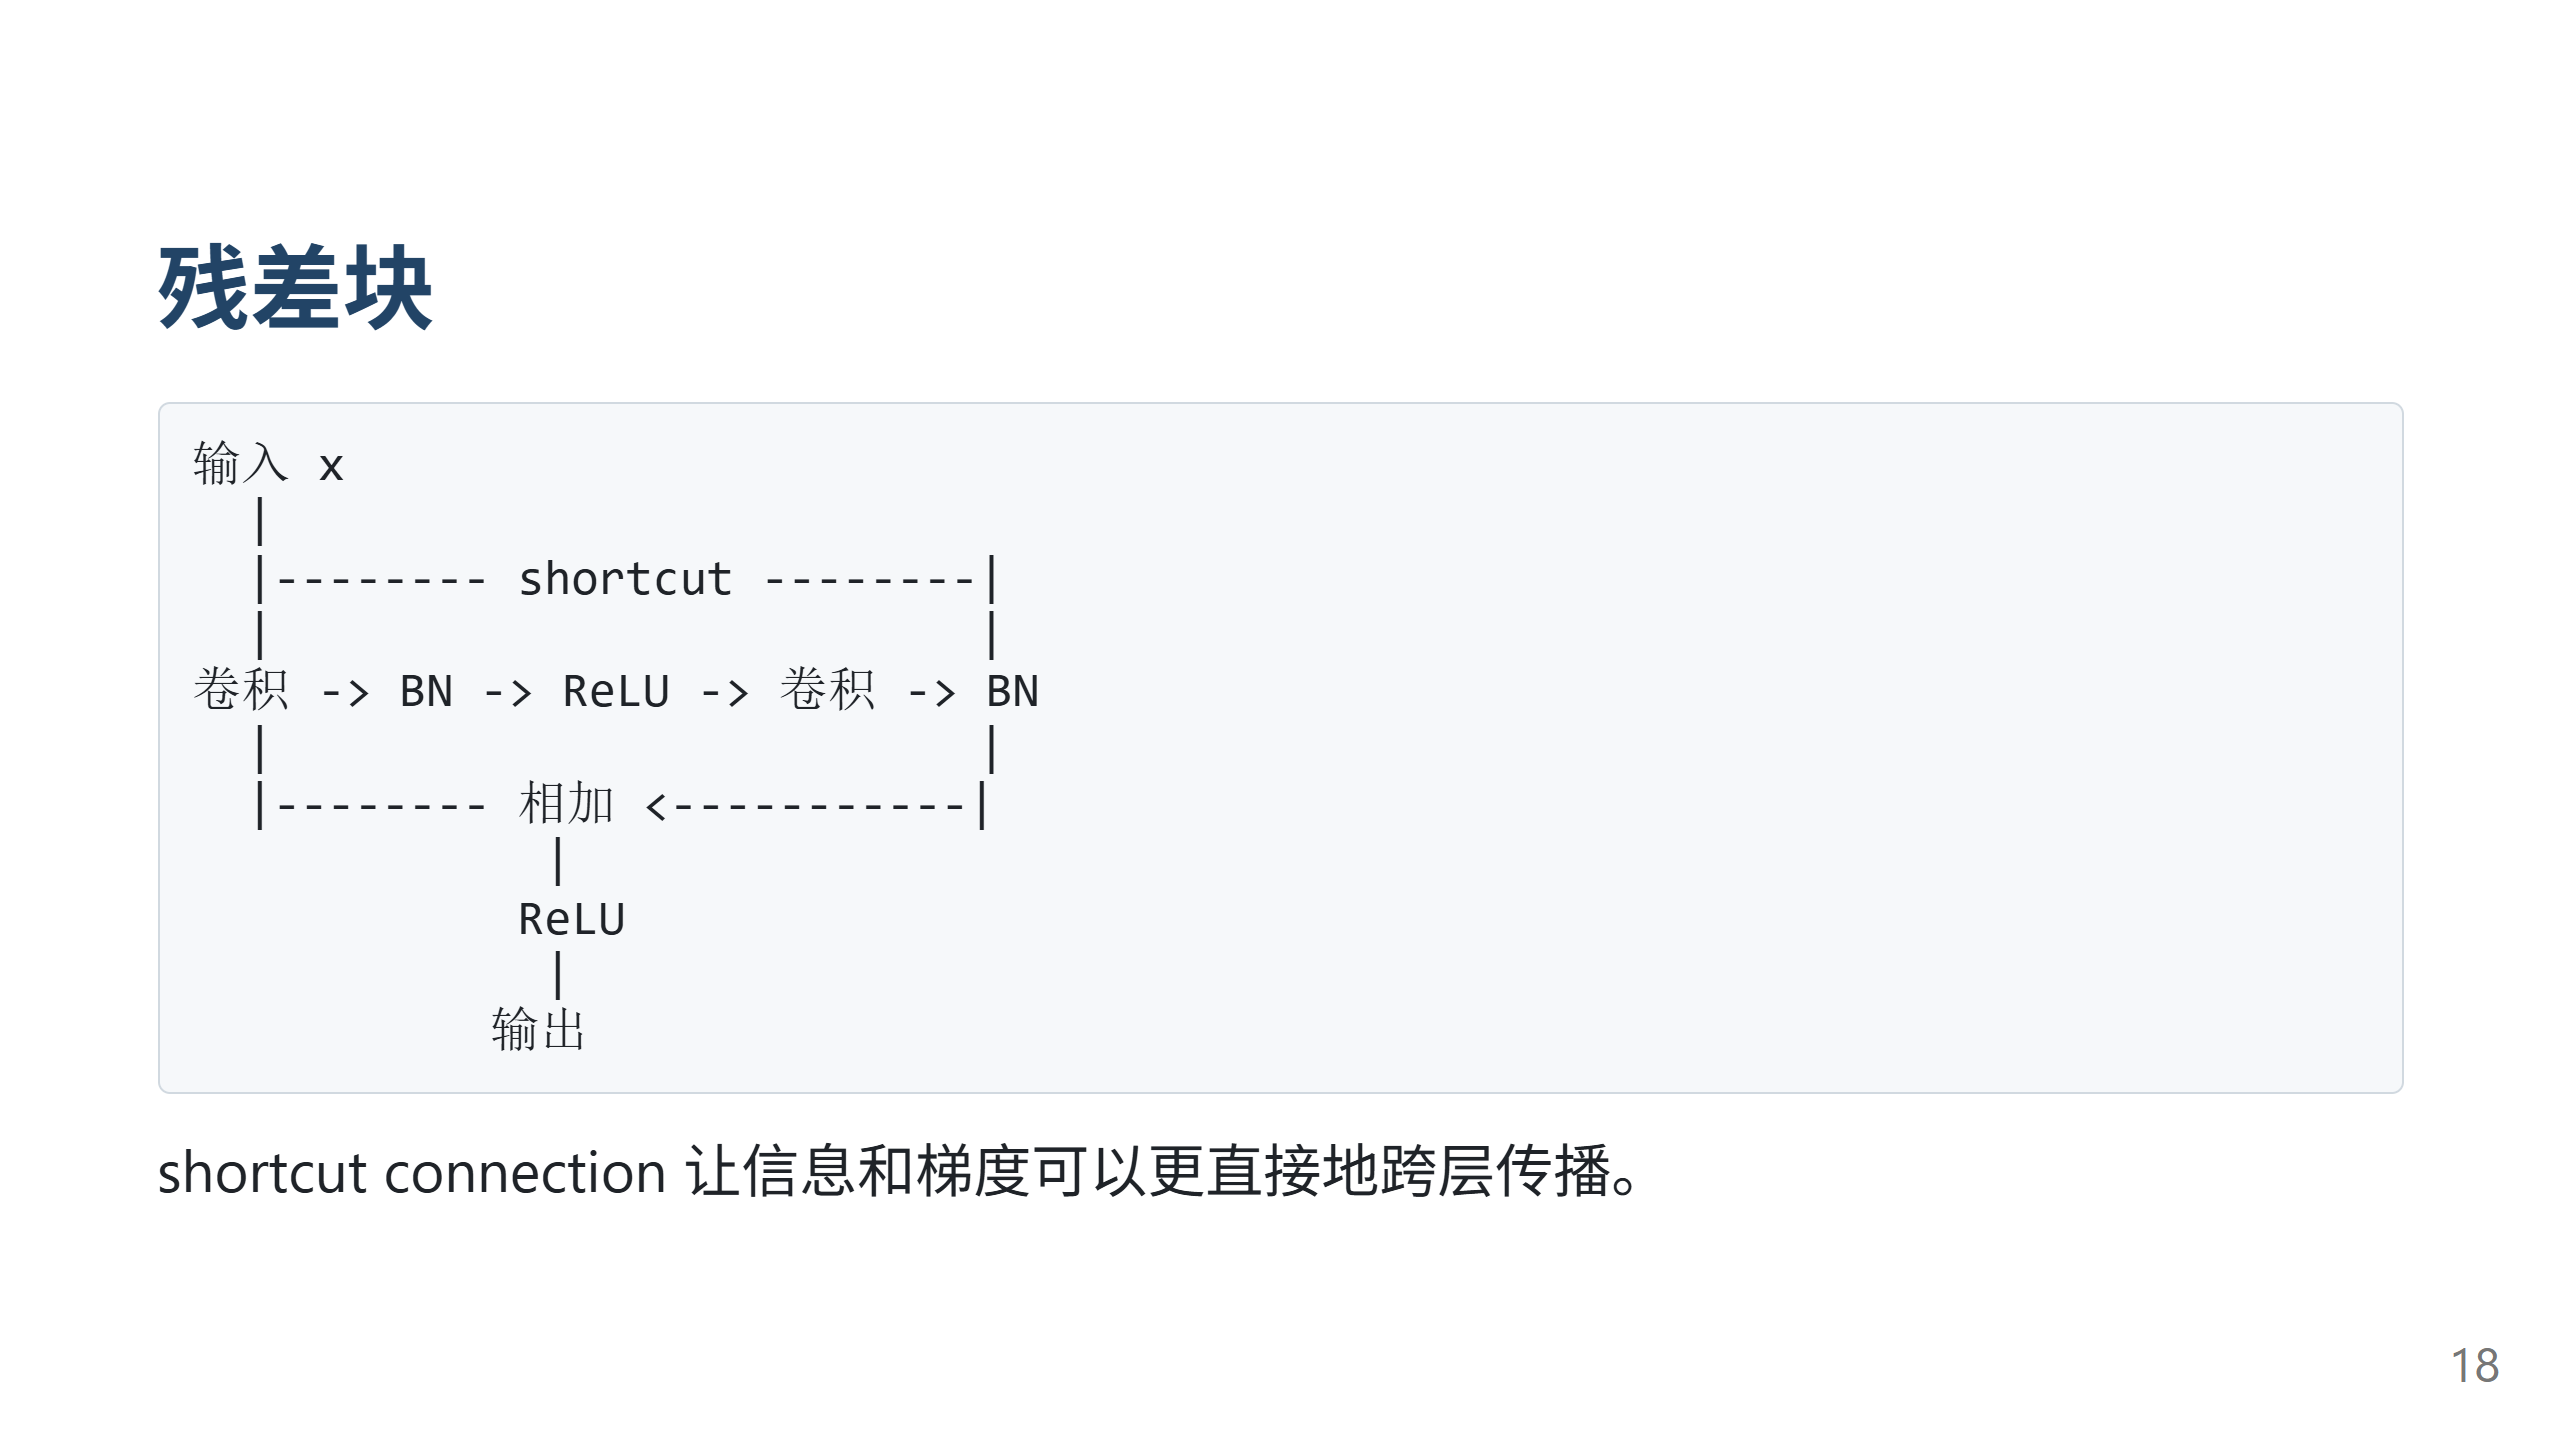 残差块
输入 x
|
|-------- shortcut --------|
|                           |
卷积 -> BN -> ReLU -> 卷积 -> BN
|                           |
|-------- 相加 <-----------|
|
ReLU
|
输出
shortcut connection 让信息和梯度可以更直接地跨层传播。
18